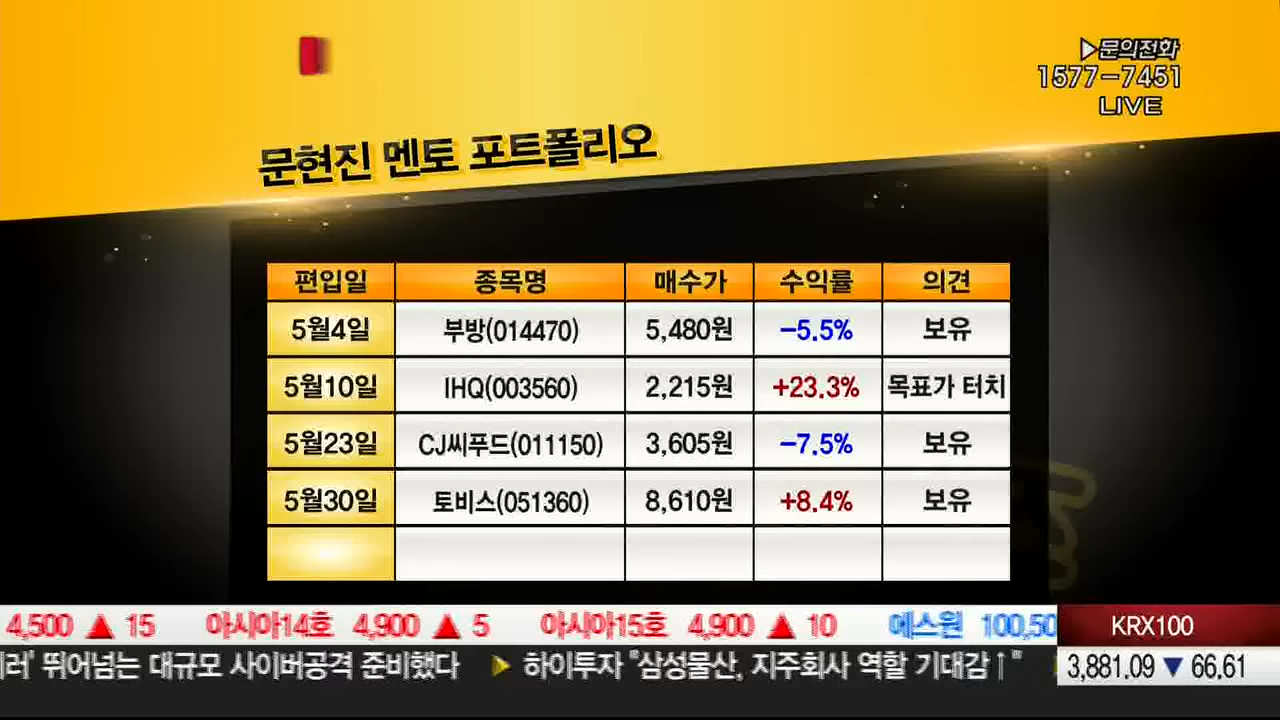 ▶문의전화
1577-7451
LIVE
문현진 멘토 포트폴리오
편입일 종목명 매수가 수익률 의견
5월4일 부방(014470) 5,480원 -5.5% 보유
5월10일 IHQ(003560) 2,215원 +23.3% 목표가 터치
5월23일 CJ씨푸드(011150) 3,605원 -7.5% 보유
5월30일 토비스(051360) 8,610원 +8.4% 보유
4,500 ▲ 15 아시아14호 4,900 ▲ 5 아시아15호 4,900 ▲ 10 에스원 100,50
KRX100
러' 뛰어넘는 대규모 사이버공격 준비했다 ▶ 하이투자 "삼성물산, 지주회사 역할 기대감↑"
3,881.09 ▼ 66.61